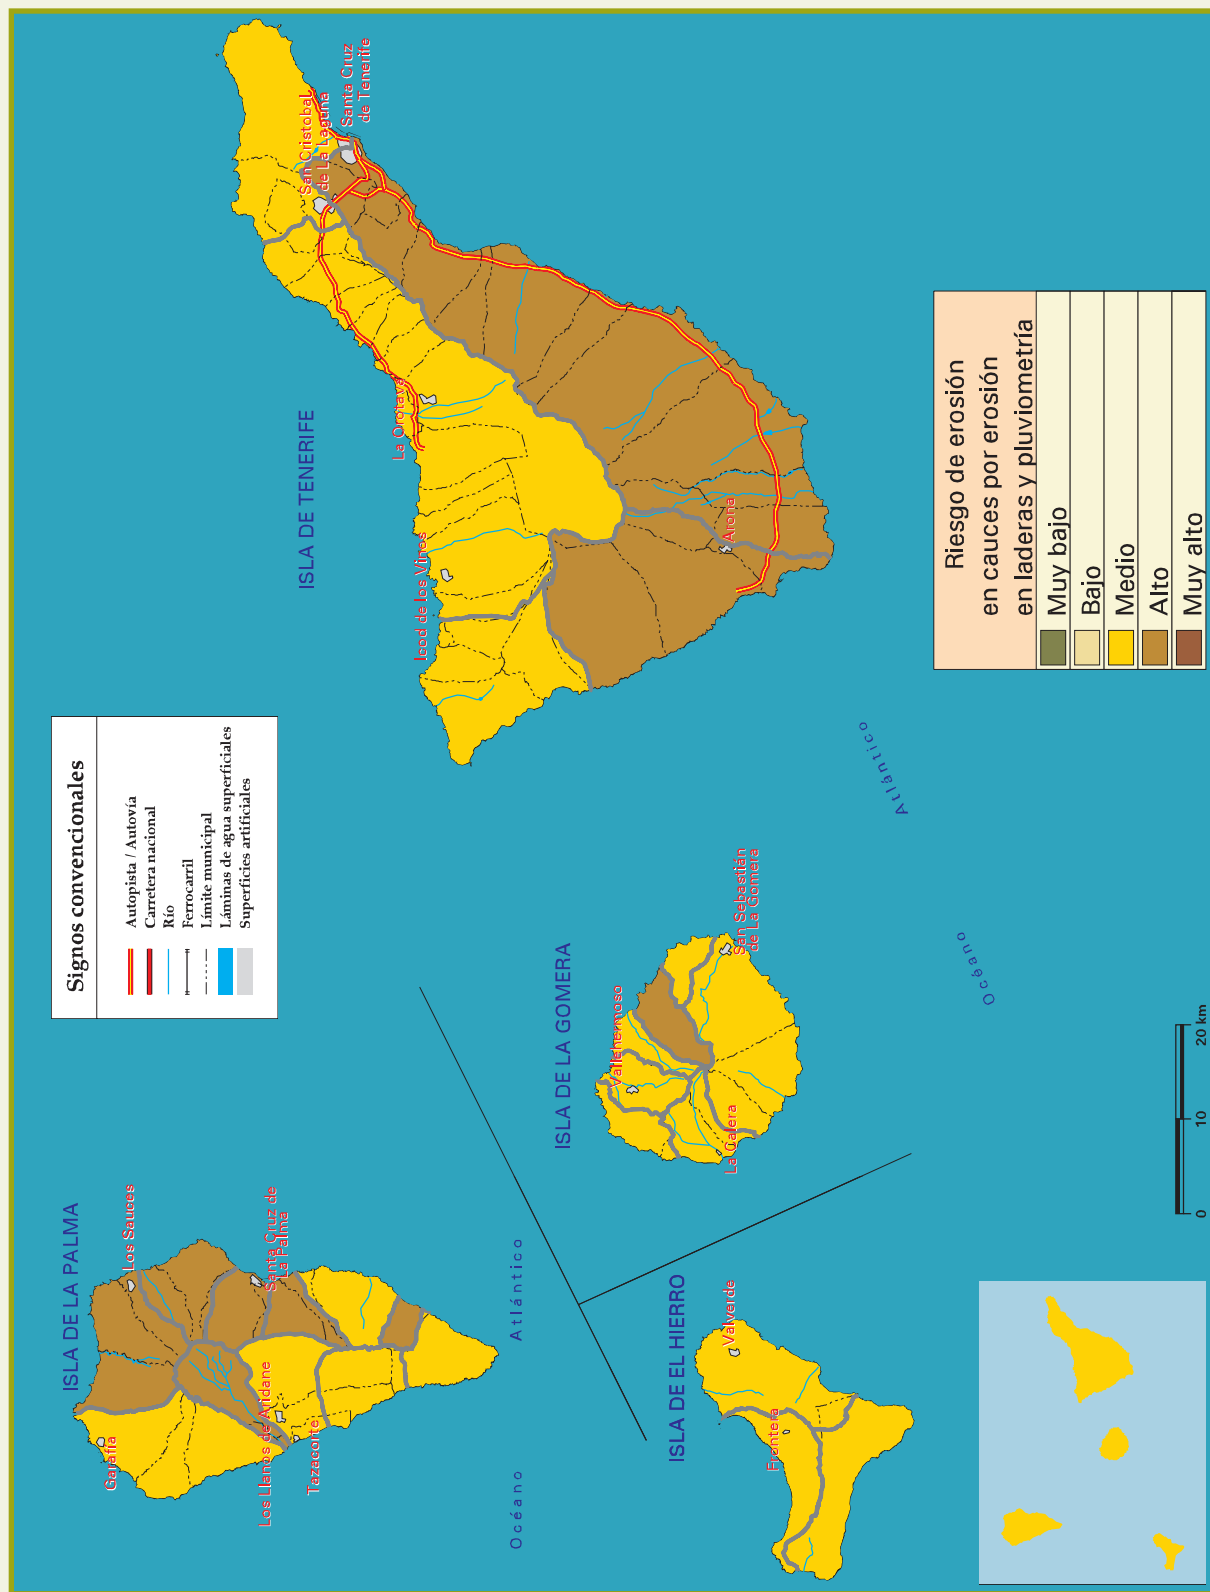 ISLA DE LA PALMA
Los Sauces
Garafía
Santa Cruz de
La Palma
Los Llanos de Aridane
Tazacorte
Océano
Atlántico
ISLA DE EL HIERRO
Valverde
Frontera
ISLA DE LA GOMERA
Vallehermoso
San Sebastián
de La Gomera
La Calera
Signos convencionales
Autopista / Autovía
Carretera nacional
Río
Ferrocarril
Límite municipal
Láminas de agua superficiales
Superficies artificiales
ISLA DE TENERIFE
San Cristobal
de La Laguna
Santa Cruz
de Tenerife
La Orotava
Icod de los Vinos
Arona
Océano
Atlántico
0
10
20 km
Riesgo de erosión
en cauces por erosión
en laderas y pluviometría
Muy bajo
Bajo
Medio
Alto
Muy alto